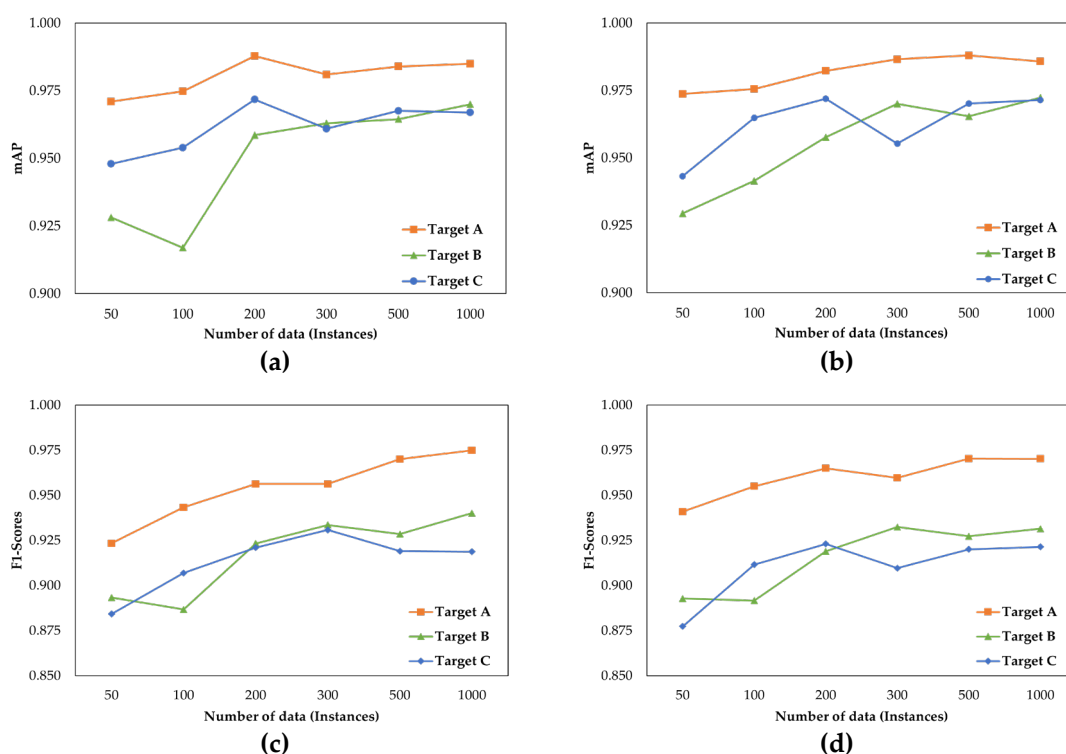 1.000
0.975
0.950
0.925
0.900
mAP
Target A
Target B
Target C
50 100 200 300 500 1000
Number of data (Instances)
(a)
1.000
0.975
0.950
0.925
0.900
mAP
Target A
Target B
Target C
50 100 200 300 500 1000
Number of data (Instances)
(b)
1.000
0.975
0.950
0.925
0.900
0.875
0.850
F1-Scores
Target A
Target B
Target C
50 100 200 300 500 1000
Number of data (Instances)
(c)
1.000
0.975
0.950
0.925
0.900
0.875
0.850
F1-Scores
Target A
Target B
Target C
50 100 200 300 500 1000
Number of data (Instances)
(d)